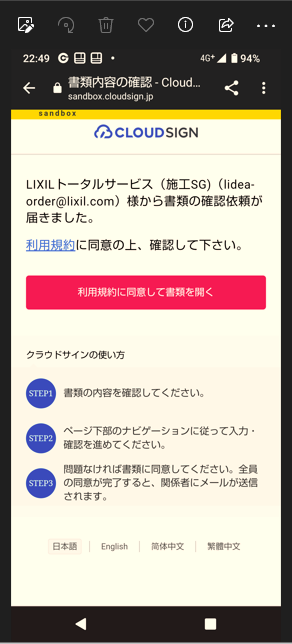 22:49 G 4G+ 94%
書類内容の確認 - Cloud...
sandbox.cloudsign.jp
sandbox
CLOUDSIGN
LIXILトータルサービス（施工SG)（lidea-
order@lixil.com）様から書類の確認依頼が
届きました。
利用規約に同意の上、確認して下さい。
利用規約に同意して書類を開く
クラウドサインの使い方
STEP1 書類の内容を確認してください。
STEP2 ページ下部のナビゲーションに従って入力・
確認を進めてください。
STEP3 問題なければ書類に同意してください。全員
の同意が完了すると、関係者にメールが送信
されます。
日本語 English 简体中文 繁體中文